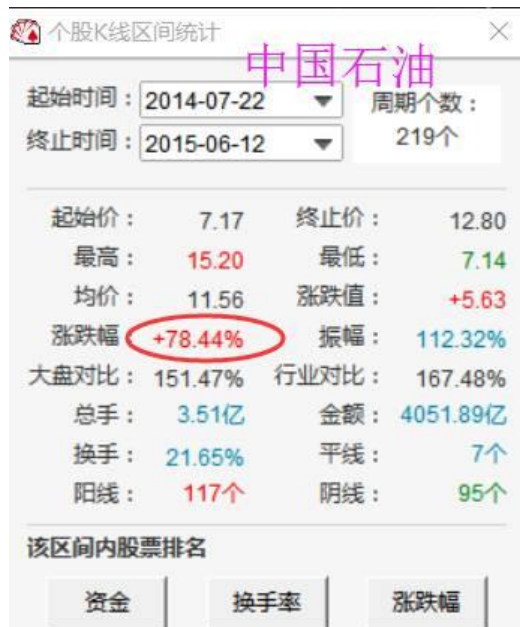 个股K线区间统计
中国石油
起始时间： 2014-07-22 周期个数：
终止时间： 2015-06-12 219个
起始价： 7.17 终止价： 12.80
最高： 15.20 最低： 7.14
均价： 11.56 涨跌值： +5.63
涨跌幅 +78.44% 振幅： 112.32%
大盘对比： 151.47% 行业对比： 167.48%
总手： 3.51亿 金额： 4051.89亿
换手： 21.65% 平线： 7个
阳线： 117个 阴线： 95个
该区间内股票排名
资金 换手率 涨跌幅